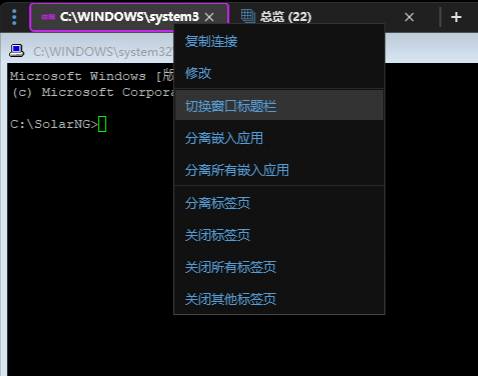 C:\WINDOWS\system3
总览 (22)
C:\WINDOWS\system32
Microsoft Windows [版
(c) Microsoft Corpora
C:\SolarNG>
复制连接
修改
切换窗口标题栏
分离嵌入应用
分离所有嵌入应用
分离标签页
关闭标签页
关闭所有标签页
关闭其他标签页